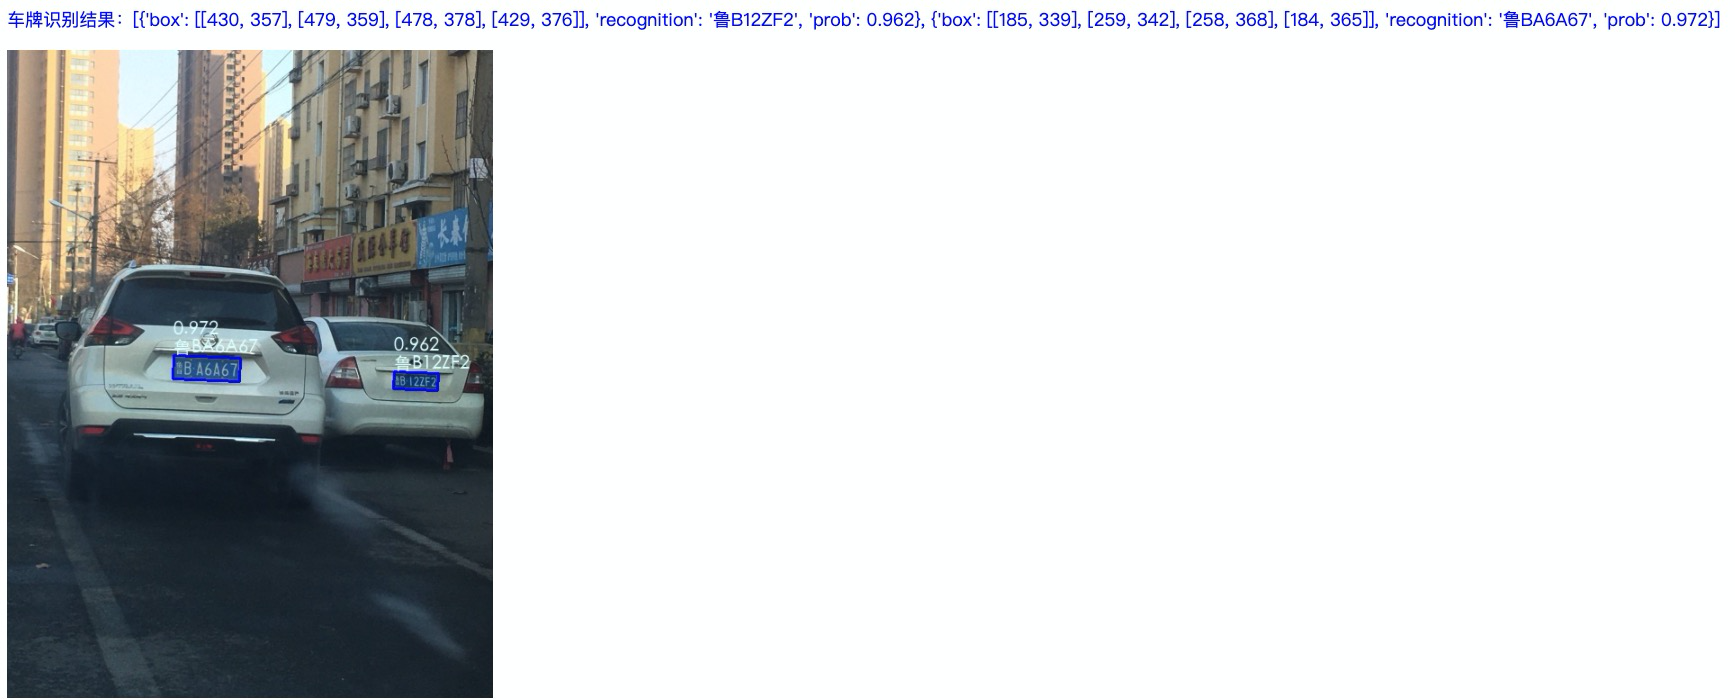 车牌识别结果：[{'box': [[430, 357], [479, 359], [478, 378], [429, 376]], 'recognition': '鲁B12ZF2', 'prob': 0.962}, {'box': [[185, 339], [259, 342], [258, 368], [184, 365]], 'recognition': '鲁BA6A67', 'prob': 0.972}]
长泰
0.972
鲁BA6A67
鲁B A6A67
0.962
鲁B12ZF2
鲁B 12ZF2